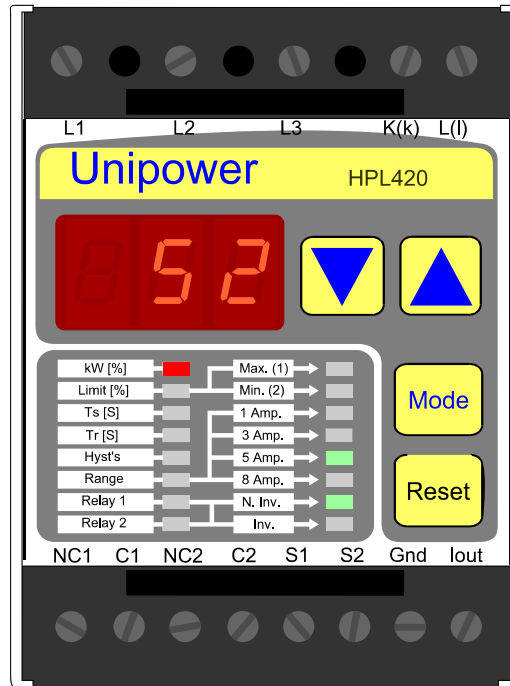 L1 L2 L3 K(k) L(l)
Unipower HPL420
52
kW [%] Max. (1)
Limit [%] Min. (2)
Ts [S] 1 Amp.
Tr [S] 3 Amp.
Hyst's 5 Amp.
Range 8 Amp.
Relay 1 N. Inv.
Relay 2 Inv.
Mode
Reset
NC1 C1 NC2 C2 S1 S2 Gnd Iout